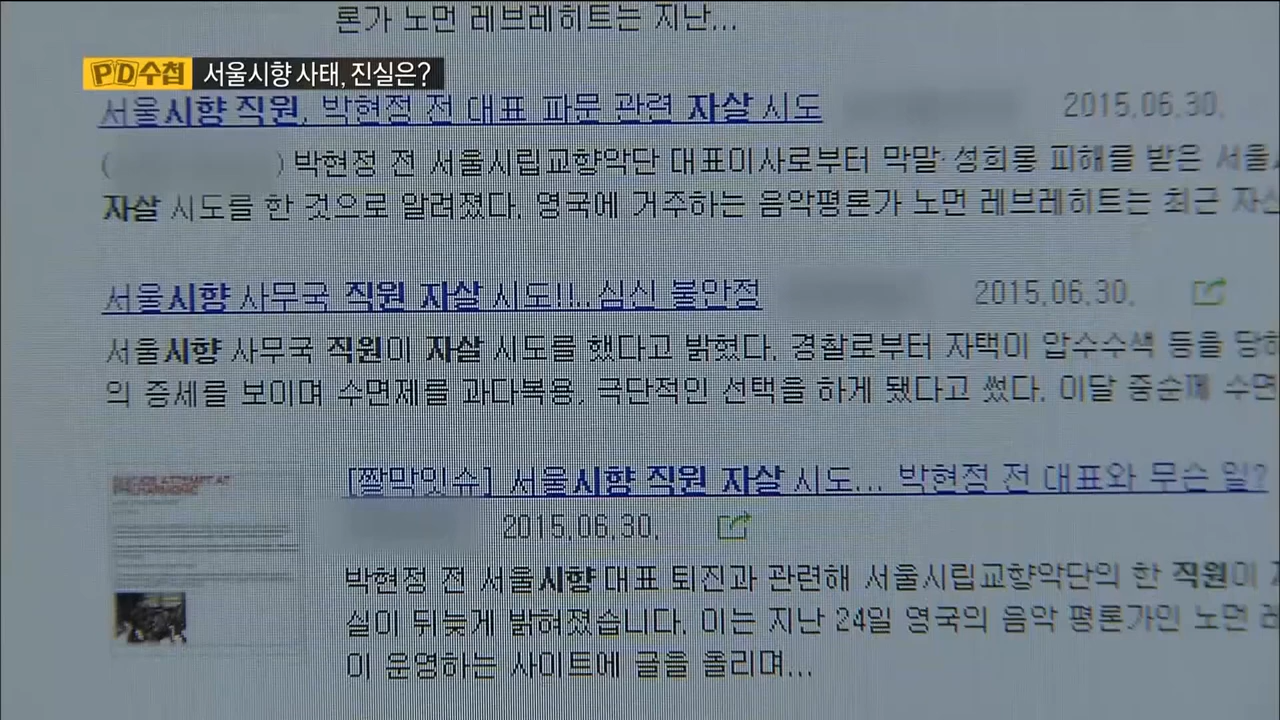 론가 노먼 레브레히트는 지난...
PD수첩 서울시향 사태, 진실은?
서울시향 직원, 박현정 전 대표 파문 관련 자살 시도 2015.06.30.
( ) 박현정 전 서울시립교향악단 대표이사로부터 막말·성희롱 피해를 받은 서울
자살 시도를 한 것으로 알려졌다. 영국에 거주하는 음악평론가 노먼 레브레히트는 최근
서울시향 사무국 직원 자살 시도!!.. 심신 불안정 2015.06.30.
서울시향 사무국 직원이 자살 시도를 했다고 밝혔다. 경찰로부터 자택이 압수수색 등을 당하
의 증세를 보이며 수면제를 과다복용, 극단적인 선택을 하게 됐다고 썼다. 이달 중순께 수면
[짤막잇슈] 서울시향 직원 자살 시도... 박현정 전 대표와 무슨 일?
2015.06.30.
박현정 전 서울시향 대표 퇴진과 관련해 서울시립교향악단의 한 직원이
실이 뒤늦게 밝혀졌습니다. 이는 지난 24일 영국의 음악 평론가인 노먼 레
이 운영하는 사이트에 글을 올리며...